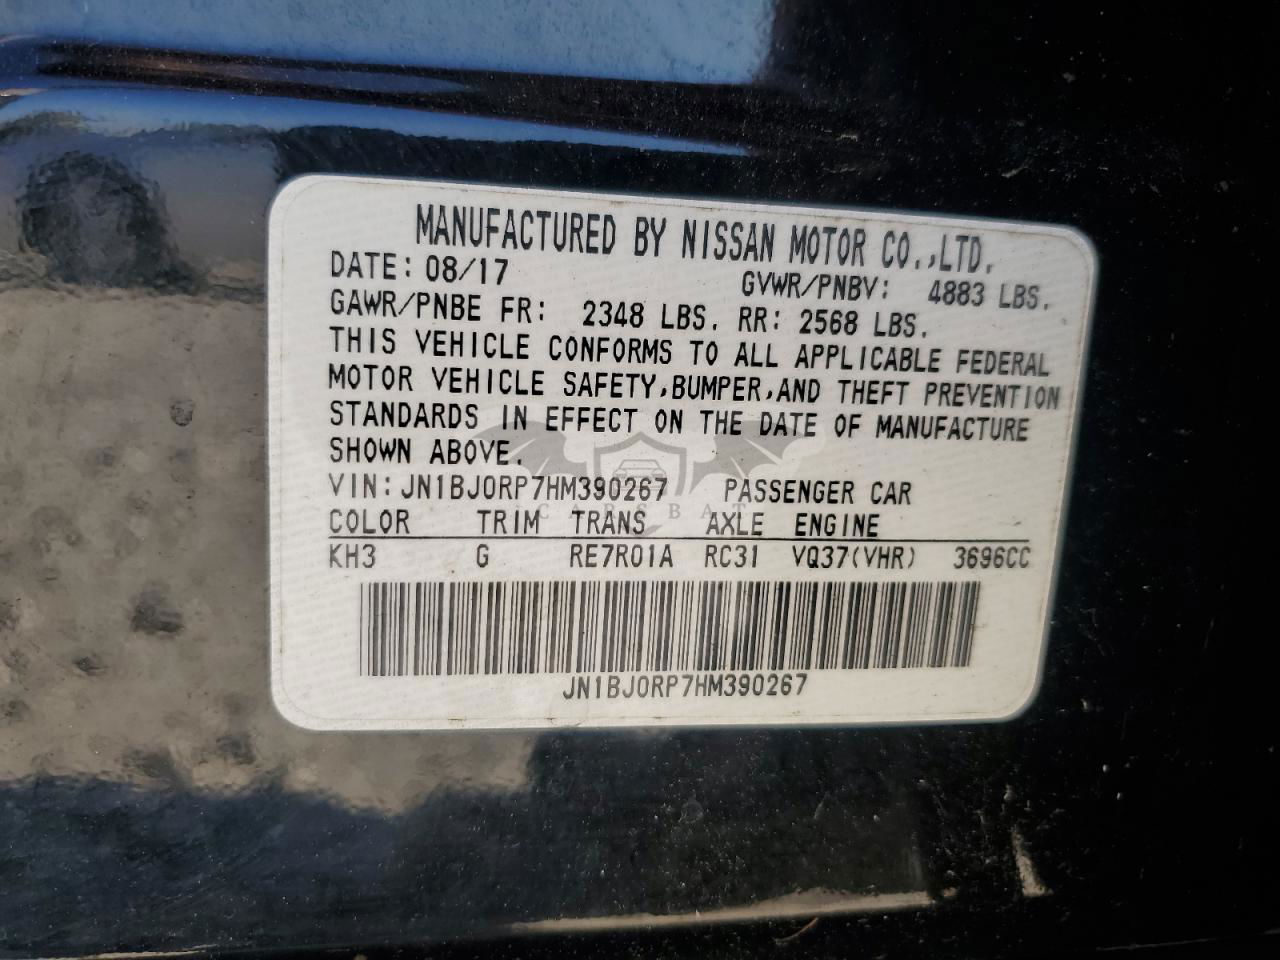 MANUFACTURED BY NISSAN MOTOR CO.,LTD.
DATE: 08/17 GVWR/PNBV: 4883 LBS.
GAWR/PNBE FR: 2348 LBS. RR: 2568 LBS.
THIS VEHICLE CONFORMS TO ALL APPLICABLE FEDERAL
MOTOR VEHICLE SAFETY,BUMPER,AND THEFT PREVENTION
STANDARDS IN EFFECT ON THE DATE OF MANUFACTURE
SHOWN ABOVE.
VIN: JN1BJ0RP7HM390267 PASSENGER CAR
CARSBAT
COLOR TRIM TRANS AXLE ENGINE
KH3 G RE7R01A RC31 VQ37(VHR) 3696CC
JN1BJ0RP7HM390267